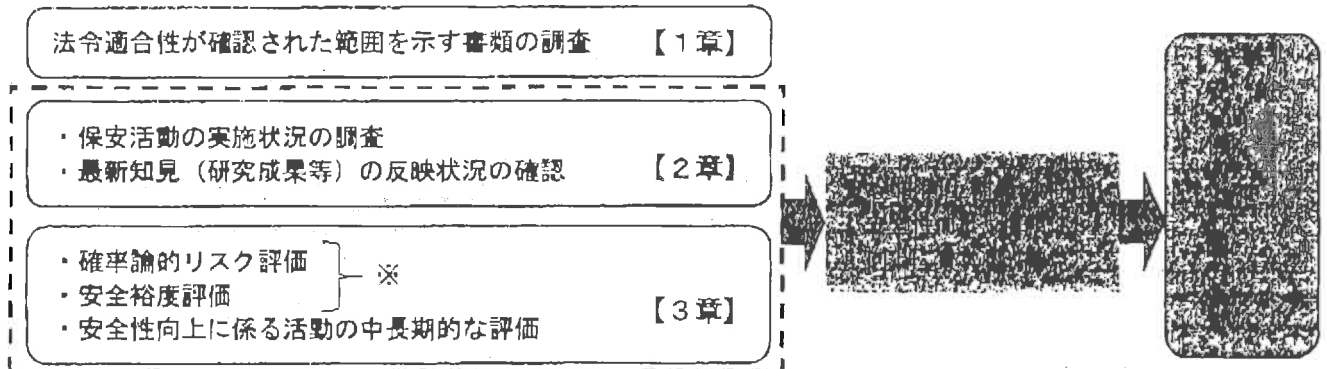 法令適合性が確認された範囲を示す書類の調査 【1章】
・保安活動の実施状況の調査
・最新知見（研究成果等）の反映状況の確認 【2章】
・確率論的リスク評価
・安全裕度評価
※
・安全性向上に係る活動の中長期的な評価 【3章】